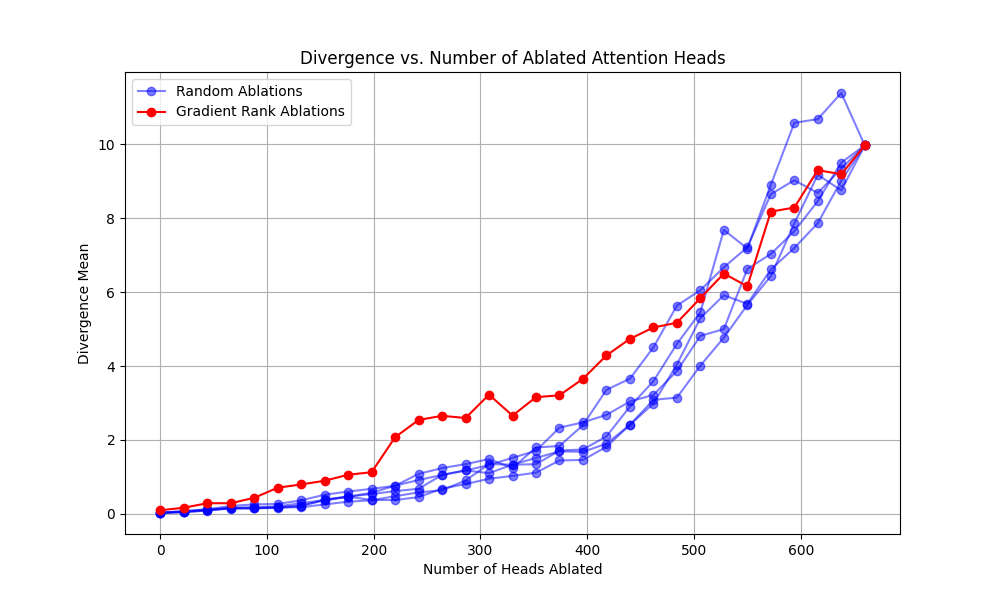 Divergence vs. Number of Ablated Attention Heads
Random Ablations
Gradient Rank Ablations
Divergence Mean
10
8
6
4
2
0
0 100 200 300 400 500 600
Number of Heads Ablated